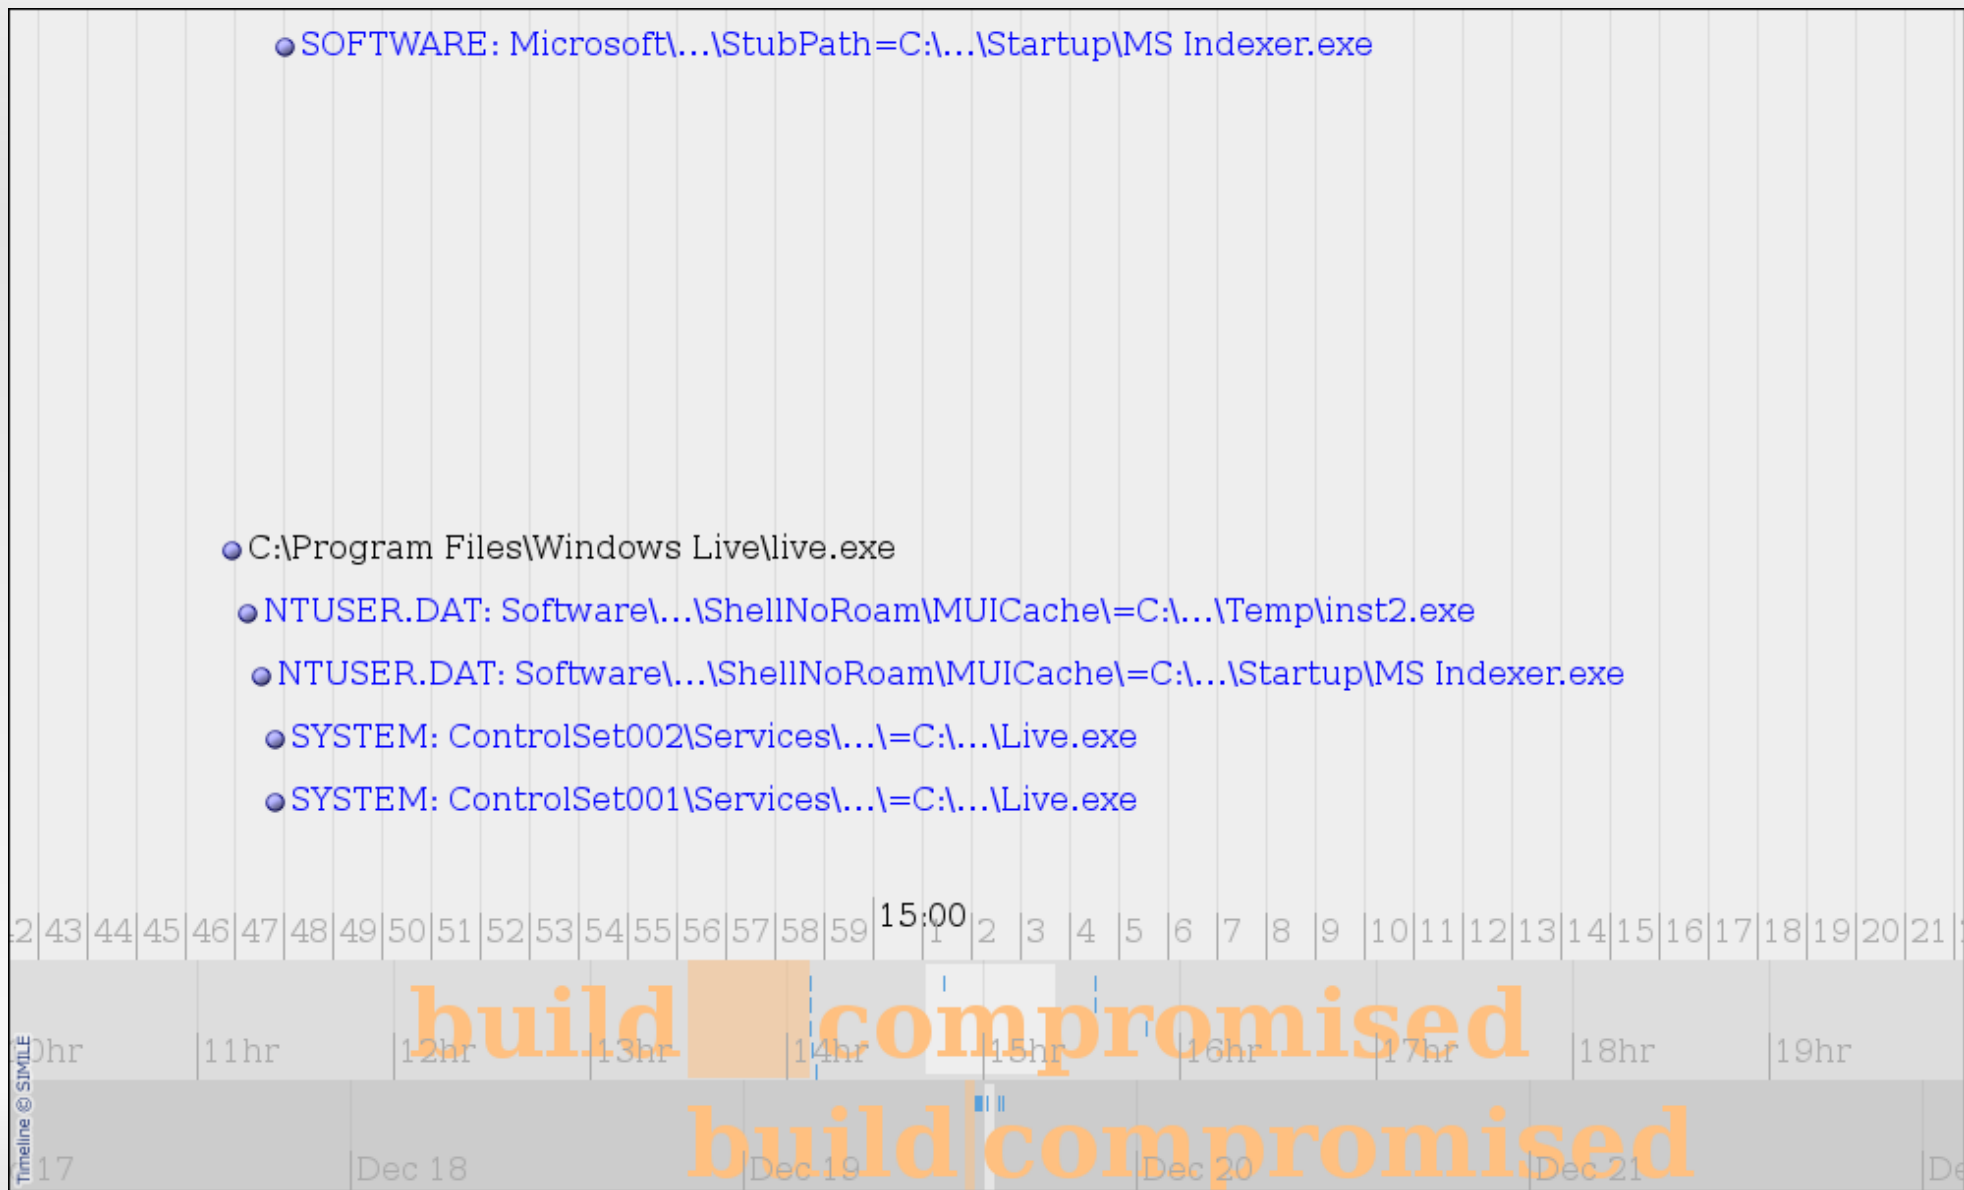 SOFTWARE: Microsoft\...\StubPath=C:\...\Startup\MS Indexer.exe
C:\Program Files\Windows Live\live.exe
NTUSER.DAT: Software\...\ShellNoRoam\MUICache\=C:\...\Temp\inst2.exe
NTUSER.DAT: Software\...\ShellNoRoam\MUICache\=C:\...\Startup\MS Indexer.exe
SYSTEM: ControlSet002\Services\...\=C:\...\Live.exe
SYSTEM: ControlSet001\Services\...\=C:\...\Live.exe
15:00
43 44 45 46 47 48 49 50 51 52 53 54 55 56 57 58 59 1 2 3 4 5 6 7 8 9 10 11 12 13 14 15 16 17 18 19 20 21
build compromised
11hr 12hr 13hr 14hr 15hr 16hr 17hr 18hr 19hr
build compromised
17 Dec 18 Dec 19 Dec 20 Dec 21
Timeline © SIMILE